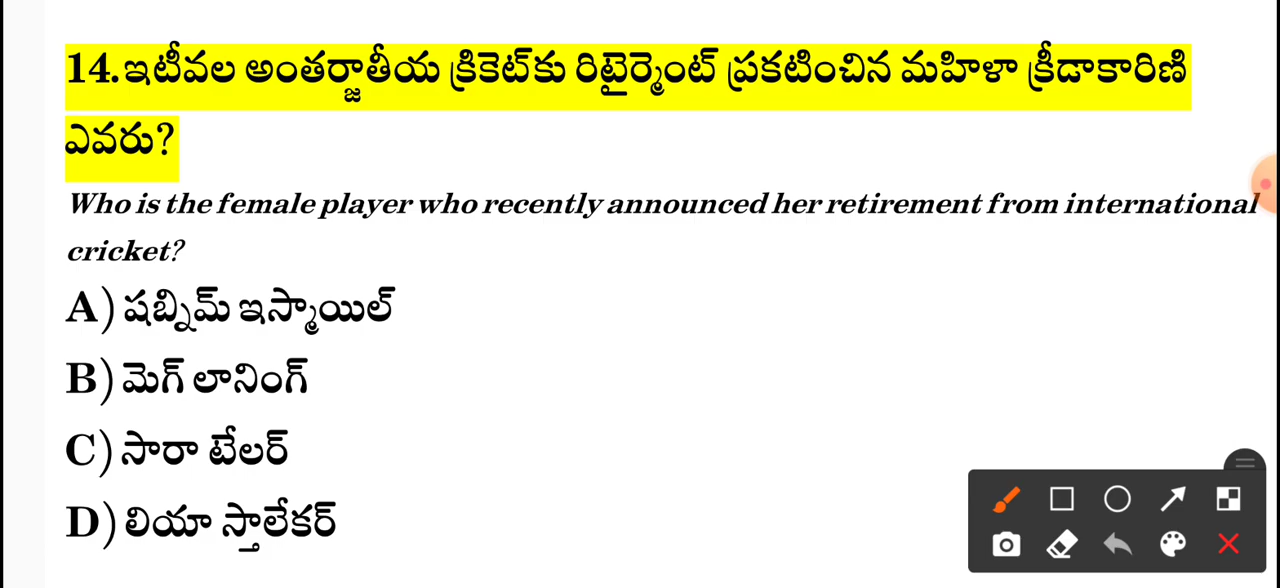 14.ఇటీవల అంతర్జాతీయ క్రికెట్‌కు రిటైర్మెంట్ ప్రకటించిన మహిళా క్రీడాకారిణి
ఎవరు?
Who is the female player who recently announced her retirement from international
cricket?
A) షబ్నిమ్ ఇస్మాయిల్
B) మెగ్ లానింగ్
C) సారా టేలర్
D) లియా స్తాలేకర్